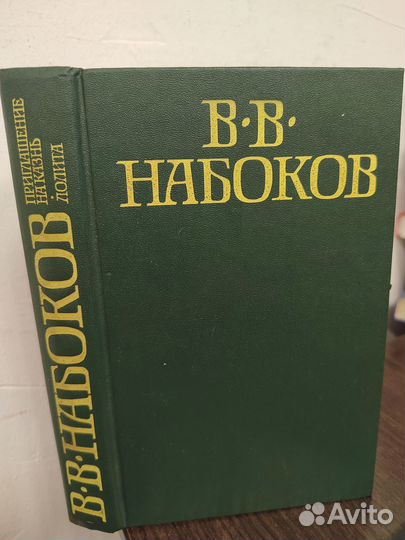 В·В·
НАБОКОВ
В·В·НАБОКОВ
ПРИГЛАШЕНИЕ
НА КАЗНЬ
ЛОЛИТА
Avito